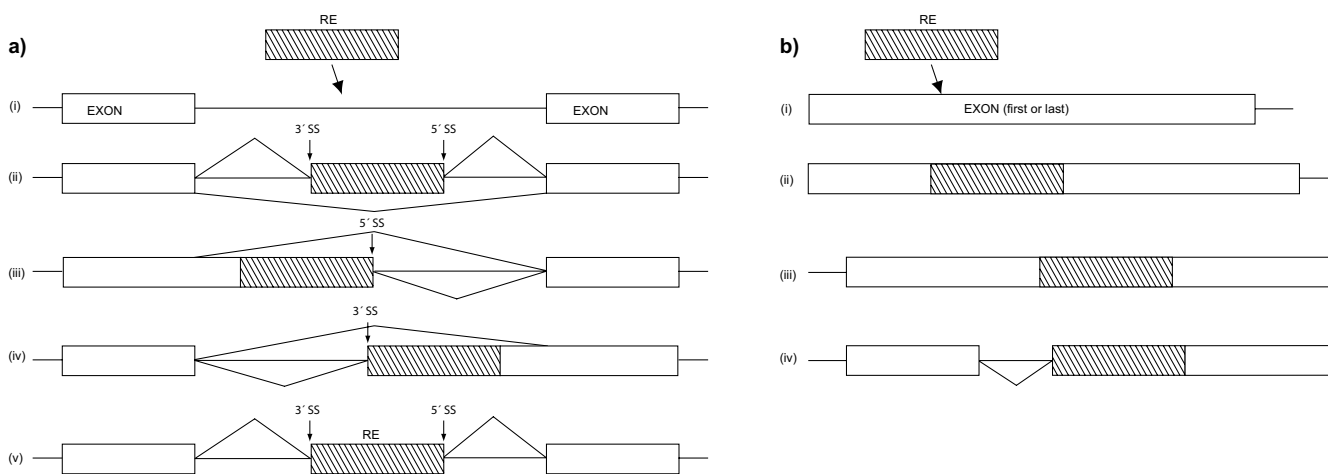 a)
RE
(i)
EXON
EXON
3´ SS
5´ SS
(ii)
5´ SS
(iii)
3´ SS
(iv)
3´ SS
5´ SS
RE
(v)
b)
RE
(i)
EXON (first or last)
(ii)
(iii)
(iv)